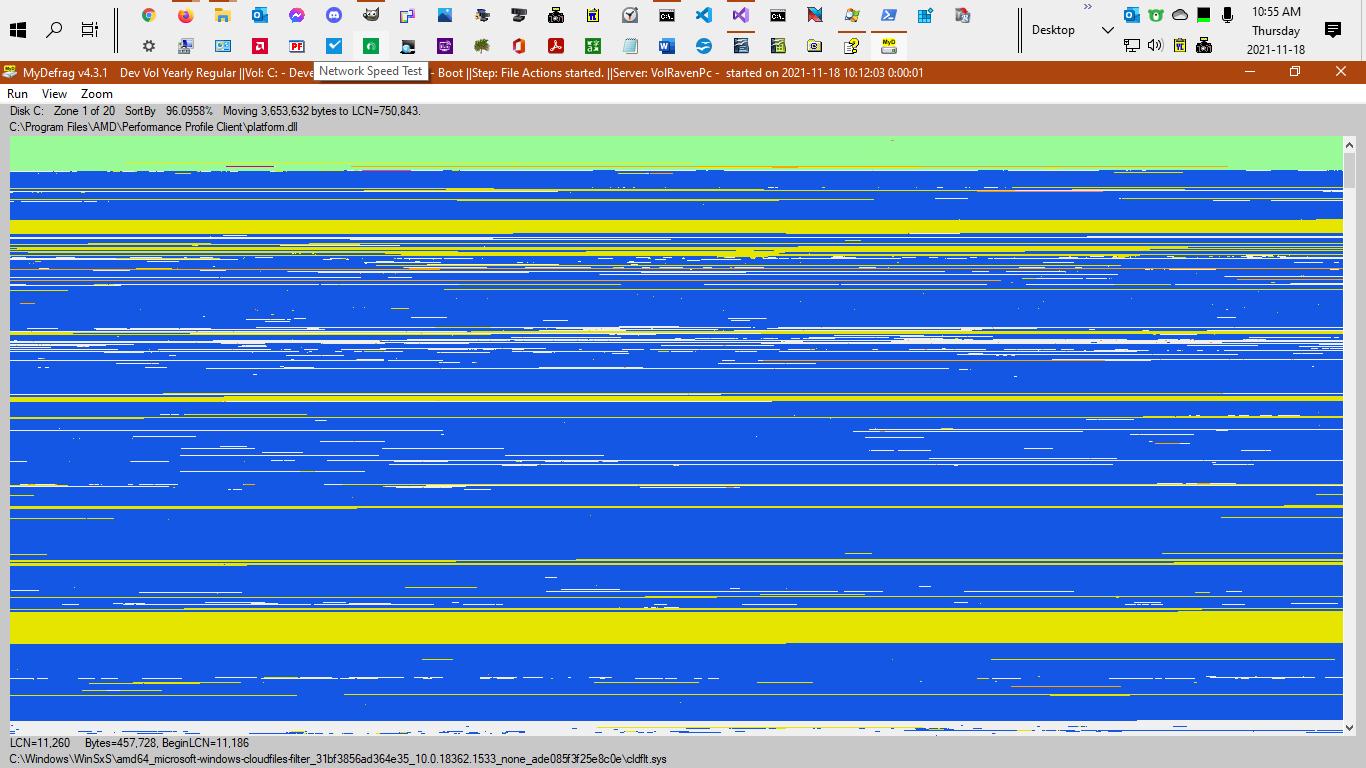 10:55 AM
Thursday
2021-11-18
Desktop
PF
MyD
Network Speed Test
MyDefrag v4.3.1 Dev Vol Yearly Regular ||Vol: C: - Deve - Boot ||Step: File Actions started. ||Server: VolRavenPc - started on 2021-11-18 10:12:03 0:00:01
Run View Zoom
Disk C: Zone 1 of 20 SortBy 96.0958% Moving 3,653,632 bytes to LCN=750,843.
C:\Program Files\AMD\Performance Profile Client\platform.dll
LCN=11,260 Bytes=457,728, BeginLCN=11,186
C:\Windows\WinSxS\amd64_microsoft-windows-cloudfiles-filter_31bf3856ad364e35_10.0.18362.1533_none_ade085f3f25e8c0e\cldflt.sys